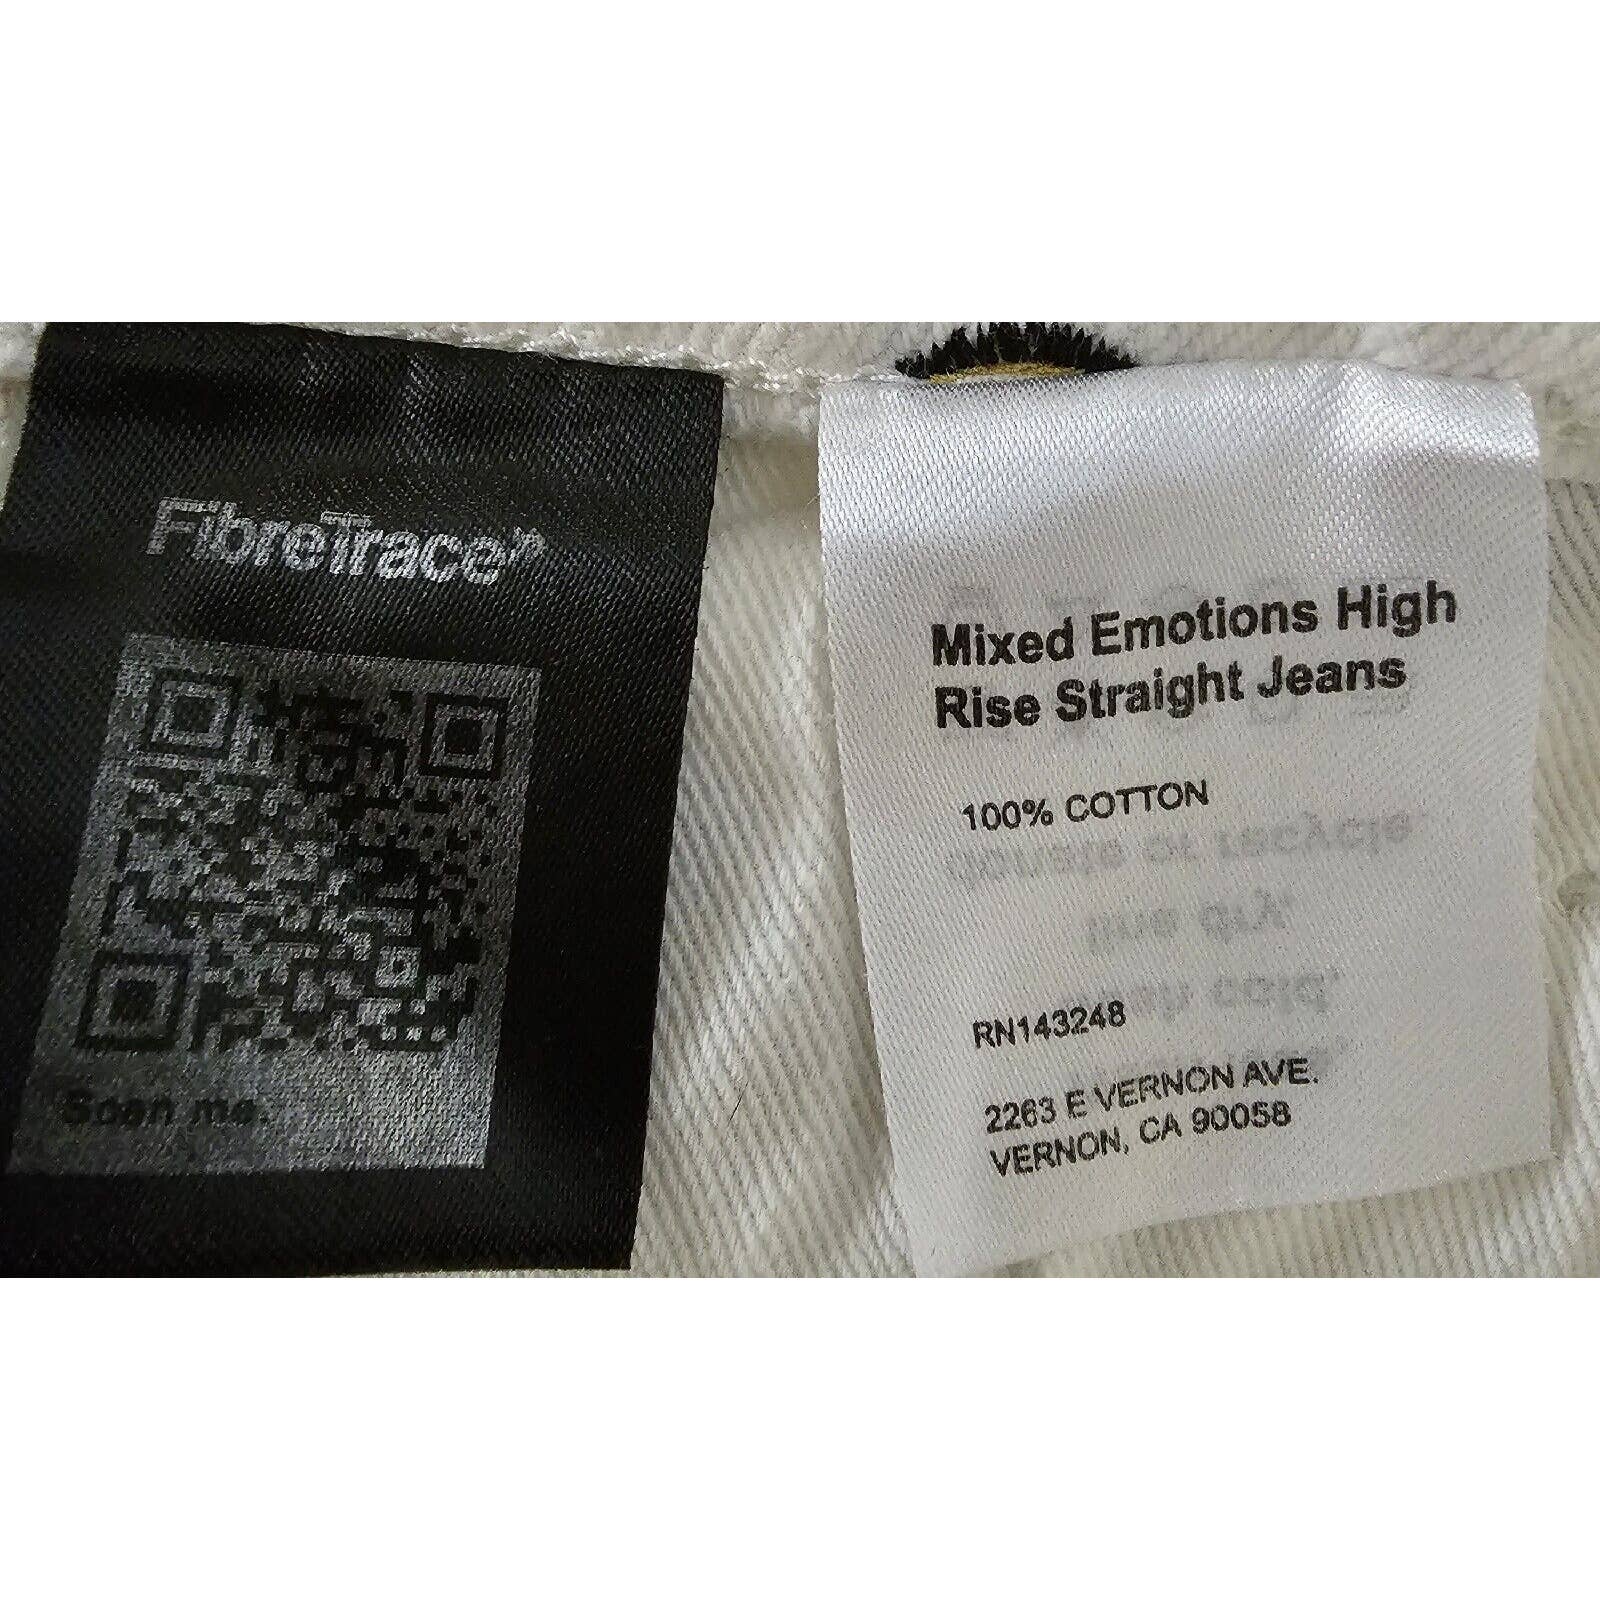 FibreTrace
Scan me.
Mixed Emotions High
Rise Straight Jeans
100% COTTON
RN143248
2263 E VERNON AVE.
VERNON, CA 90058